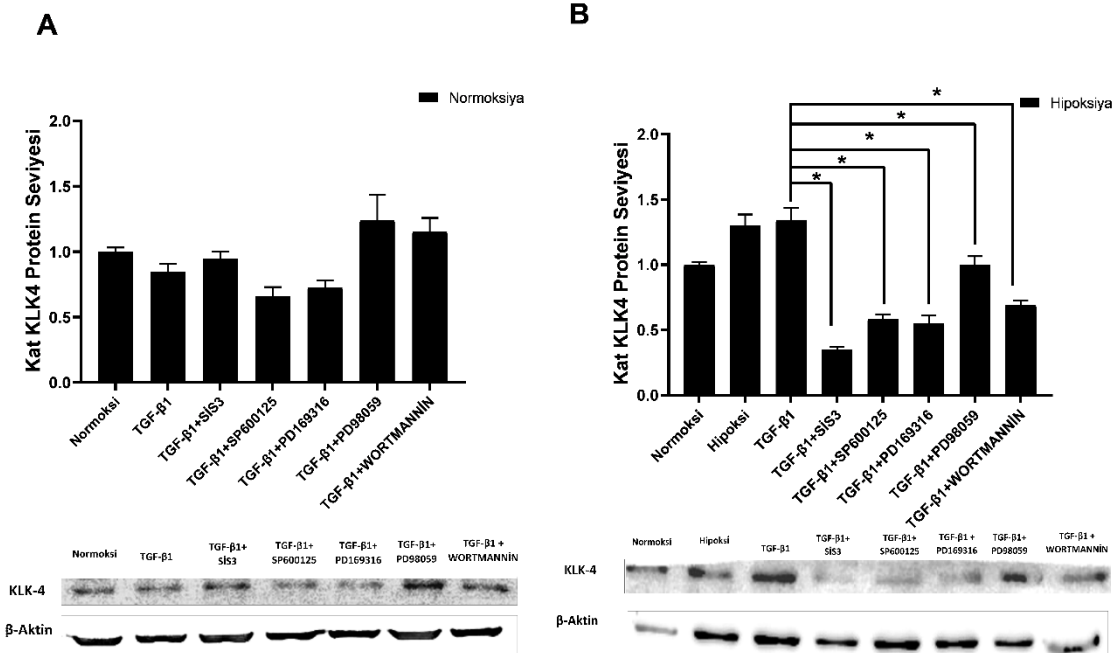 A
Normoksiya
Kat KLK4 Protein Seviyesi
2.0
1.5
1.0
0.5
0.0
Normoksi
TGF-β1
TGF-β1+SİS3
TGF-β1+SP600125
TGF-β1+PD169316
TGF-β1+PD98059
TGF-β1+WORTMANNİN
Normoksi
TGF-β1
TGF-β1+
SİS3
TGF-β1+
SP600125
TGF-β1+
PD169316
TGF-β1+
PD98059
TGF-β1 +
WORTMANNİN
KLK-4
β-Aktin
B
Hipoksiya
Kat KLK4 Protein Seviyesi
2.0
1.5
1.0
0.5
0.0
*
*
*
*
*
Normoksi
Hipoksi
TGF-β1
TGF-β1+SİS3
TGF-β1+SP600125
TGF-β1+PD169316
TGF-β1+PD98059
TGF-β1+WORTMANNİN
Normoksi
Hipoksi
TGF-β1
TGF-β1+
SİS3
TGF-β1+
SP600125
TGF-β1 +
PD169316
TGF-β1+
PD98059
TGF-β1 +
WORTMANNİN
KLK-4
β-Aktin